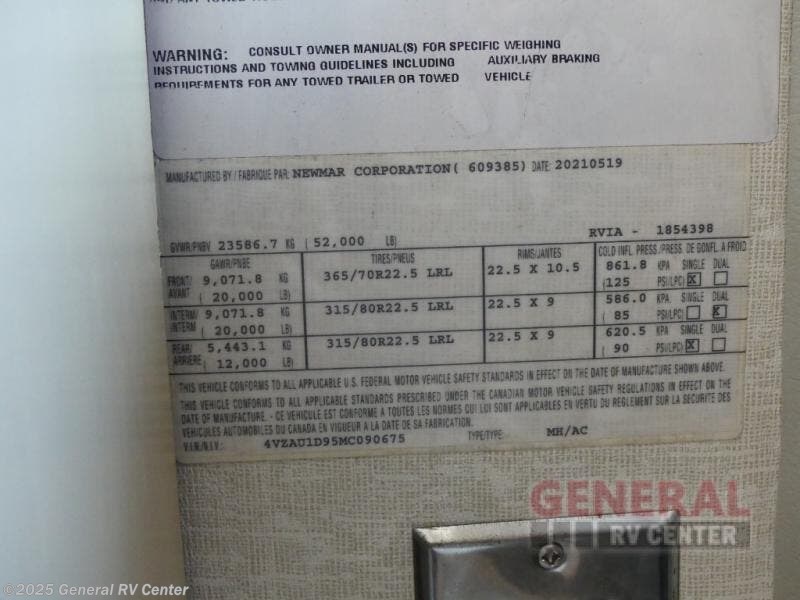 WARNING: CONSULT OWNER MANUAL(S) FOR SPECIFIC WEIGHING
INSTRUCTIONS AND TOWING GUIDELINES INCLUDING AUXILIARY BRAKING
REQUIREMENTS FOR ANY TOWED TRAILER OR TOWED VEHICLE
MANUFACTURED BY / FABRIQUE PAR: NEWMAR CORPORATION( 609385) DATE: 20210519
RVIA - 1854398
GVWR/PNBV 23586.7 KG ( 52,000 LB)
GAWR/PNBE TIRES/PNEUS RIMS/JANTES COLD INFL. PRESS./PRESS. DE GONFL. A FROID
FRONT/ AVANT 9,071.8 KG 365/70R22.5 LRL 22.5 X 10.5 861.8 KPA SINGLE DUAL
( 20,000 LB) (125 PSI/LPC) X
INTERM/ INTERM 9,071.8 KG 315/80R22.5 LRL 22.5 X 9 586.0 KPA SINGLE DUAL
( 20,000 LB) ( 85 PSI/LPC) X
REAR/ ARRIERE 5,443.1 KG 315/80R22.5 LRL 22.5 X 9 620.5 KPA SINGLE DUAL
( 12,000 LB) ( 90 PSI/LPC) X
THIS VEHICLE CONFORMS TO ALL APPLICABLE U.S. FEDERAL MOTOR VEHICLE SAFETY STANDARDS IN EFFECT ON THE DATE OF MANUFACTURE SHOWN ABOVE.
THIS VEHICLE CONFORMS TO ALL APPLICABLE STANDARDS PRESCRIBED UNDER THE CANADIAN MOTOR VEHICLE SAFETY REGULATIONS IN EFFECT ON THE
DATE OF MANUFACTURE. - CE VEHICULE EST CONFORME A TOUTES LES NORMES QUI LUI SONT APPLICABLES EN VERTU DU REGLEMENT SUR LA SECURITE DES
VEHICULES AUTOMOBILES DU CANADA EN VIGUEUR A LA DATE DE SA FABRICATION.
V.I.N./N.I.V.: 4VZAU1D95MC090675 TYPE/TYPE: MH/AC
GENERAL
RV CENTER
©2025 General RV Center